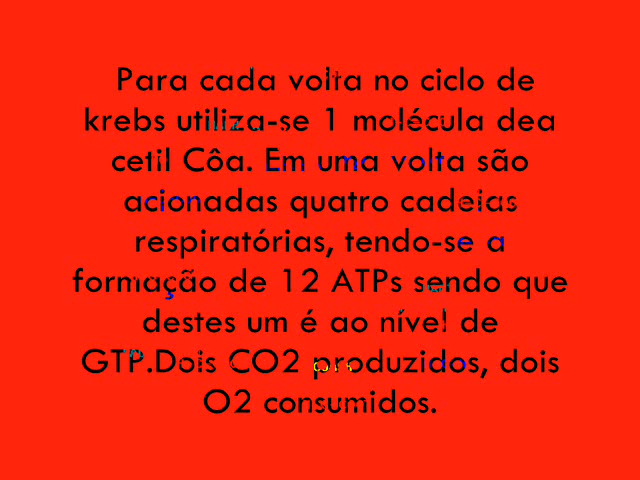 Para cada volta no ciclo de
krebs utiliza-se 1 molécula dea
cetil Côa. Em uma volta são
acionadas quatro cadeias
respiratórias, tendo-se a
formação de 12 ATPs sendo que
destes um é ao nível de
GTP.Dois CO2 produzidos, dois
O2 consumidos.